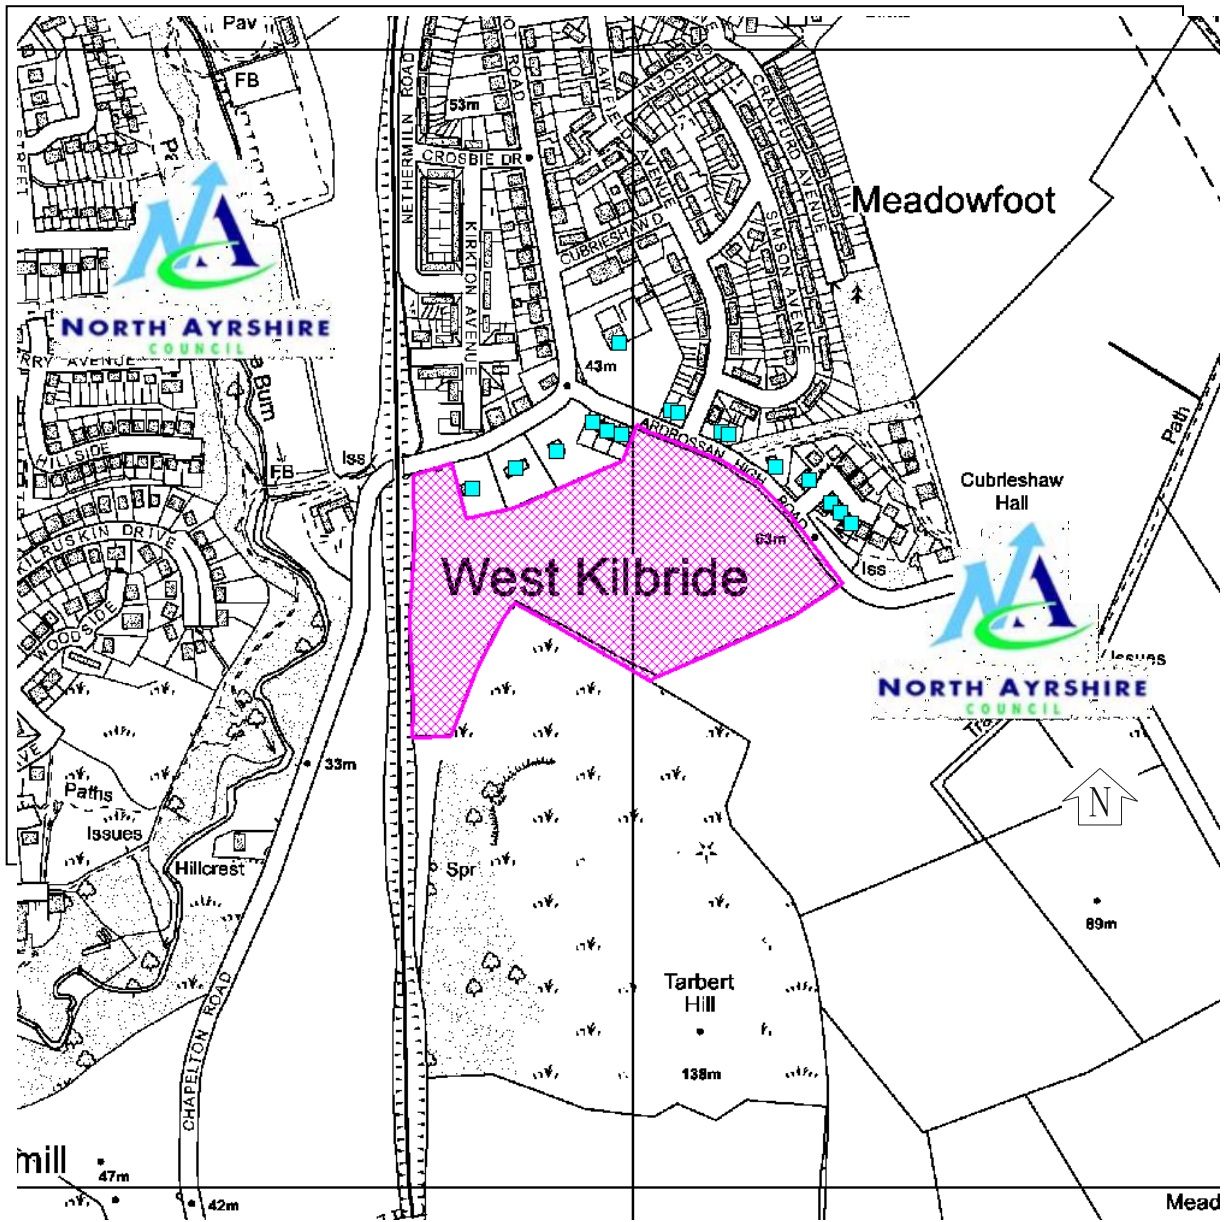 Pav
FB
53m
NETHERMILN ROAD
ROAD
CROSBIE DR
LAWFIELD AVENUE
CRAUFURD AVENUE
Meadowfoot
KIRKTON AVENUE
CUBRIESHAW
SIMSON AVENUE
NORTH AYRSHIRE
COUNCIL
AVENUE
Burn
43m
ARDROSSAN HIGH ROAD
Path
HILLSIDE
FB
Iss
Cubrieshaw
Hall
KILRUSKIN DRIVE
63m
Iss
West Kilbride
WOODSIDE
Issues
NORTH AYRSHIRE
COUNCIL
33m
Paths
Issues
N
Hillcrest
Spr
89m
Tarbert
Hill
CHAPELTON ROAD
138m
mill
47m
42m
Mead